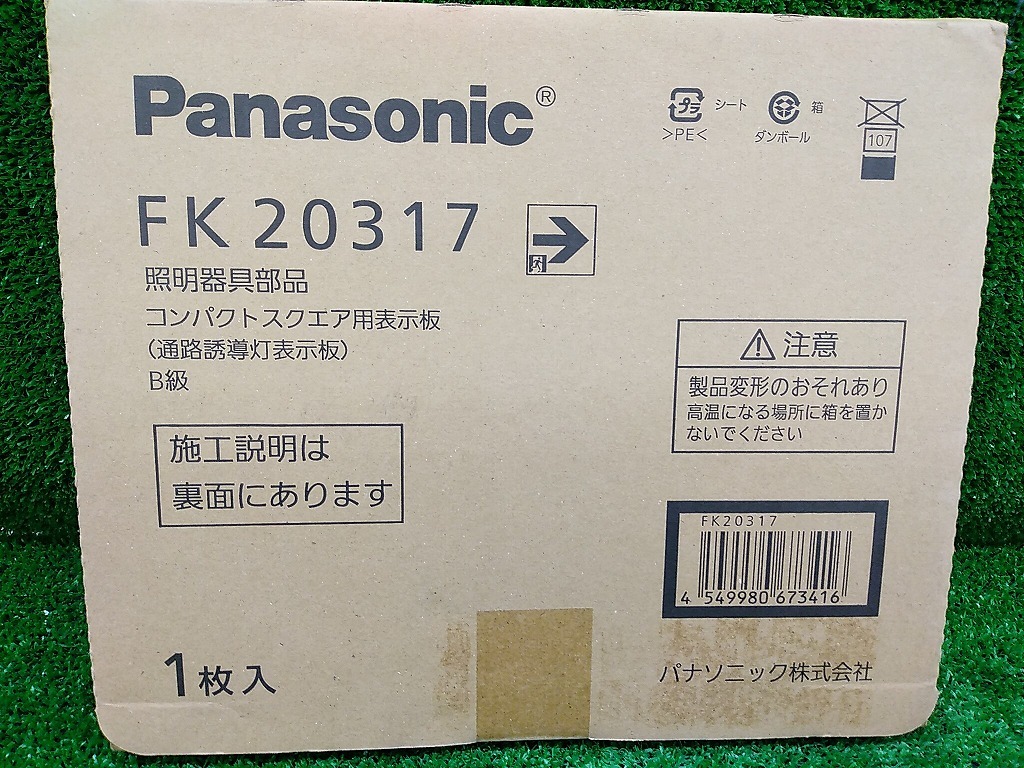 Panasonic®
プラ シート
>PE<
箱
ダンボール
107
FK20317
照明器具部品
コンパクトスクエア用表示板
(通路誘導灯表示板)
B級
注意
製品変形のおそれあり
高温になる場所に箱を置か
ないでください
施工説明は
裏面にあります
FK20317
4 549980 673416
1枚入
パナソニック株式会社